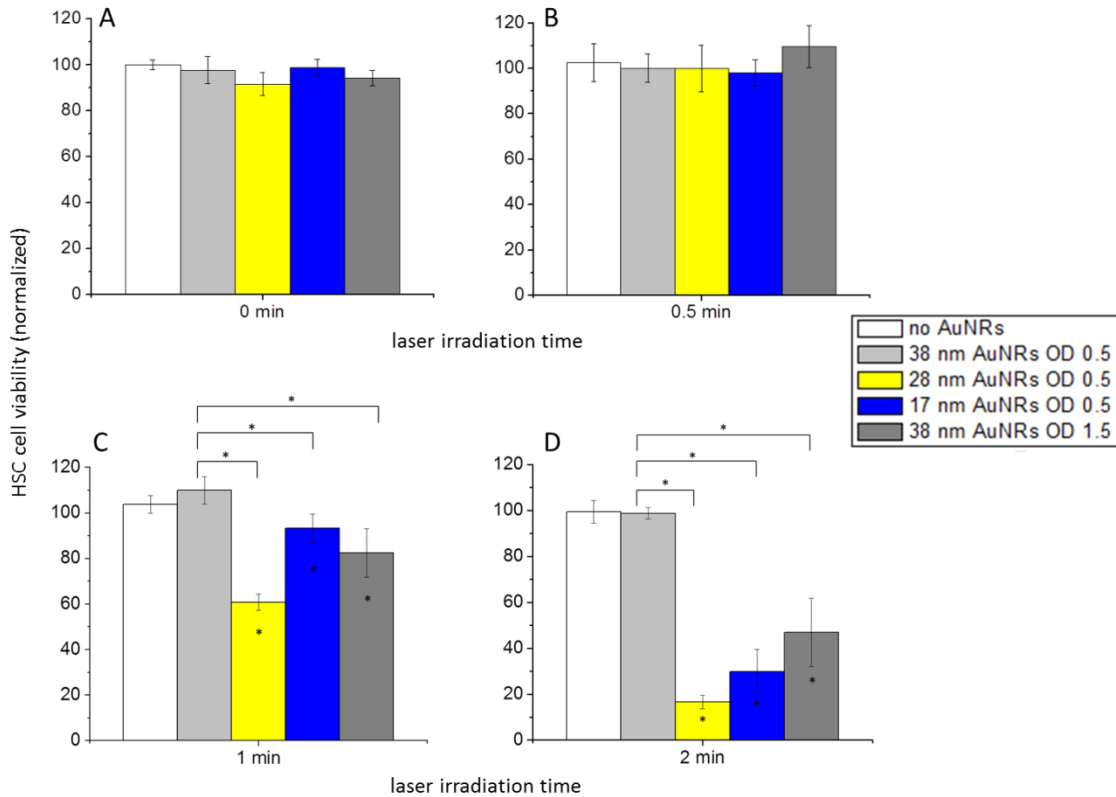 A
120
100
80
60
40
20
0
0 min
B
120
100
80
60
40
20
0
0.5 min
laser irradiation time
HSC cell viability (normalized)
no AuNRs
38 nm AuNRs OD 0.5
28 nm AuNRs OD 0.5
17 nm AuNRs OD 0.5
38 nm AuNRs OD 1.5
C
*
*
*
120
100
80
60
40
20
0
*
*
*
1 min
D
*
*
*
120
100
80
60
40
20
0
*
*
*
2 min
laser irradiation time